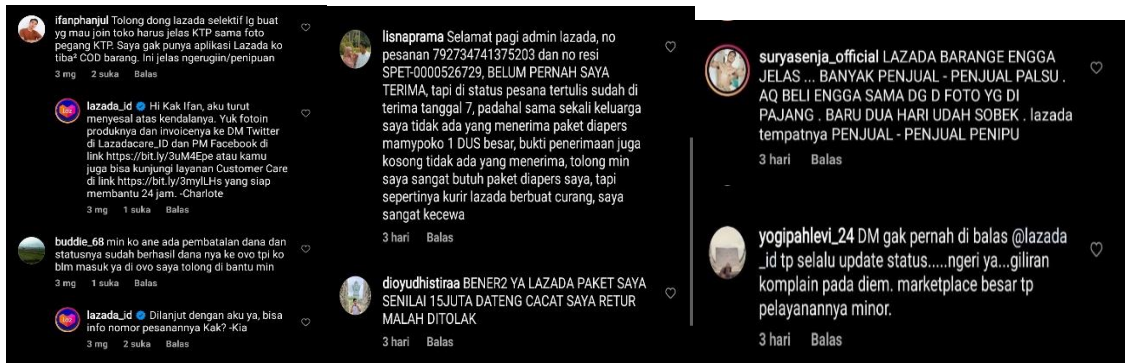 ifanphanjul Tolong dong lazada selektif lg buat
yg mau join toko harus jelas KTP sama foto
pegang KTP. Saya gak punya aplikasi Lazada ko
tiba² COD barang. Ini jelas ngerugiin/penipuan
3 mg 2 suka Balas
lazada_id Hi Kak Ifan, aku turut
menyesal atas kendalanya. Yuk fotoin
produknya dan invoicenya ke DM Twitter
di Lazadacare_ID dan PM Facebook di
link https://bit.ly/3uM4Epe atau kamu
juga bisa kunjungi layanan Customer Care
di link https://bit.ly/3mylLHs yang siap
membantu 24 jam. -Charlote
3 mg 1 suka Balas
buddie_68 min ko ane ada pembatalan dana dan
statusnya sudah berhasil dana nya ke ovo tpi ko
blm masuk ya di ovo saya tolong di bantu min
3 mg 1 suka Balas
lazada_id Dilanjut dengan aku ya, bisa
info nomor pesanannya Kak? -Kia
3 mg 2 suka Balas
lisnaprama Selamat pagi admin lazada, no
pesanan 792734741375203 dan no resi
SPET-0000526729, BELUM PERNAH SAYA
TERIMA, tapi di status pesana tertulis sudah di
terima tanggal 7, padahal sama sekali keluarga
saya tidak ada yang menerima paket diapers
mamypoko 1 DUS besar, bukti penerimaan juga
kosong tidak ada yang menerima, tolong min
saya sangat butuh paket diapers saya, tapi
sepertinya kurir lazada berbuat curang, saya
sangat kecewa
3 hari Balas
dioyudhistiraa BENER2 YA LAZADA PAKET SAYA
SENILAI 15JUTA DATENG CACAT SAYA RETUR
MALAH DITOLAK
3 hari Balas
suryasenja_official LAZADA BARANGE ENGGA
JELAS ... BANYAK PENJUAL - PENJUAL PALSU .
AQ BELI ENGGA SAMA DG D FOTO YG DI
PAJANG . BARU DUA HARI UDAH SOBEK . lazada
tempatnya PENJUAL - PENJUAL PENIPU
3 hari Balas
yogipahlevi_24 DM gak pernah di balas @lazada
_id tp selalu update status.....ngeri ya...giliran
komplain pada diem. marketplace besar tp
pelayanannya minor.
3 hari Balas